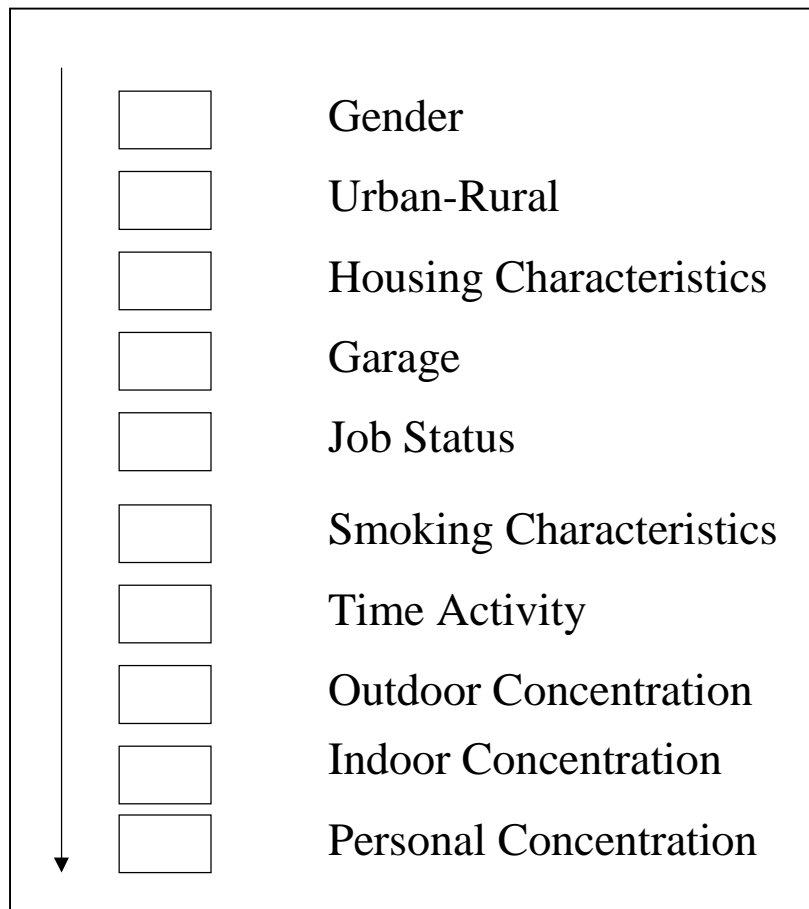 Gender
Urban-Rural
Housing Characteristics
Garage
Job Status
Smoking Characteristics
Time Activity
Outdoor Concentration
Indoor Concentration
Personal Concentration